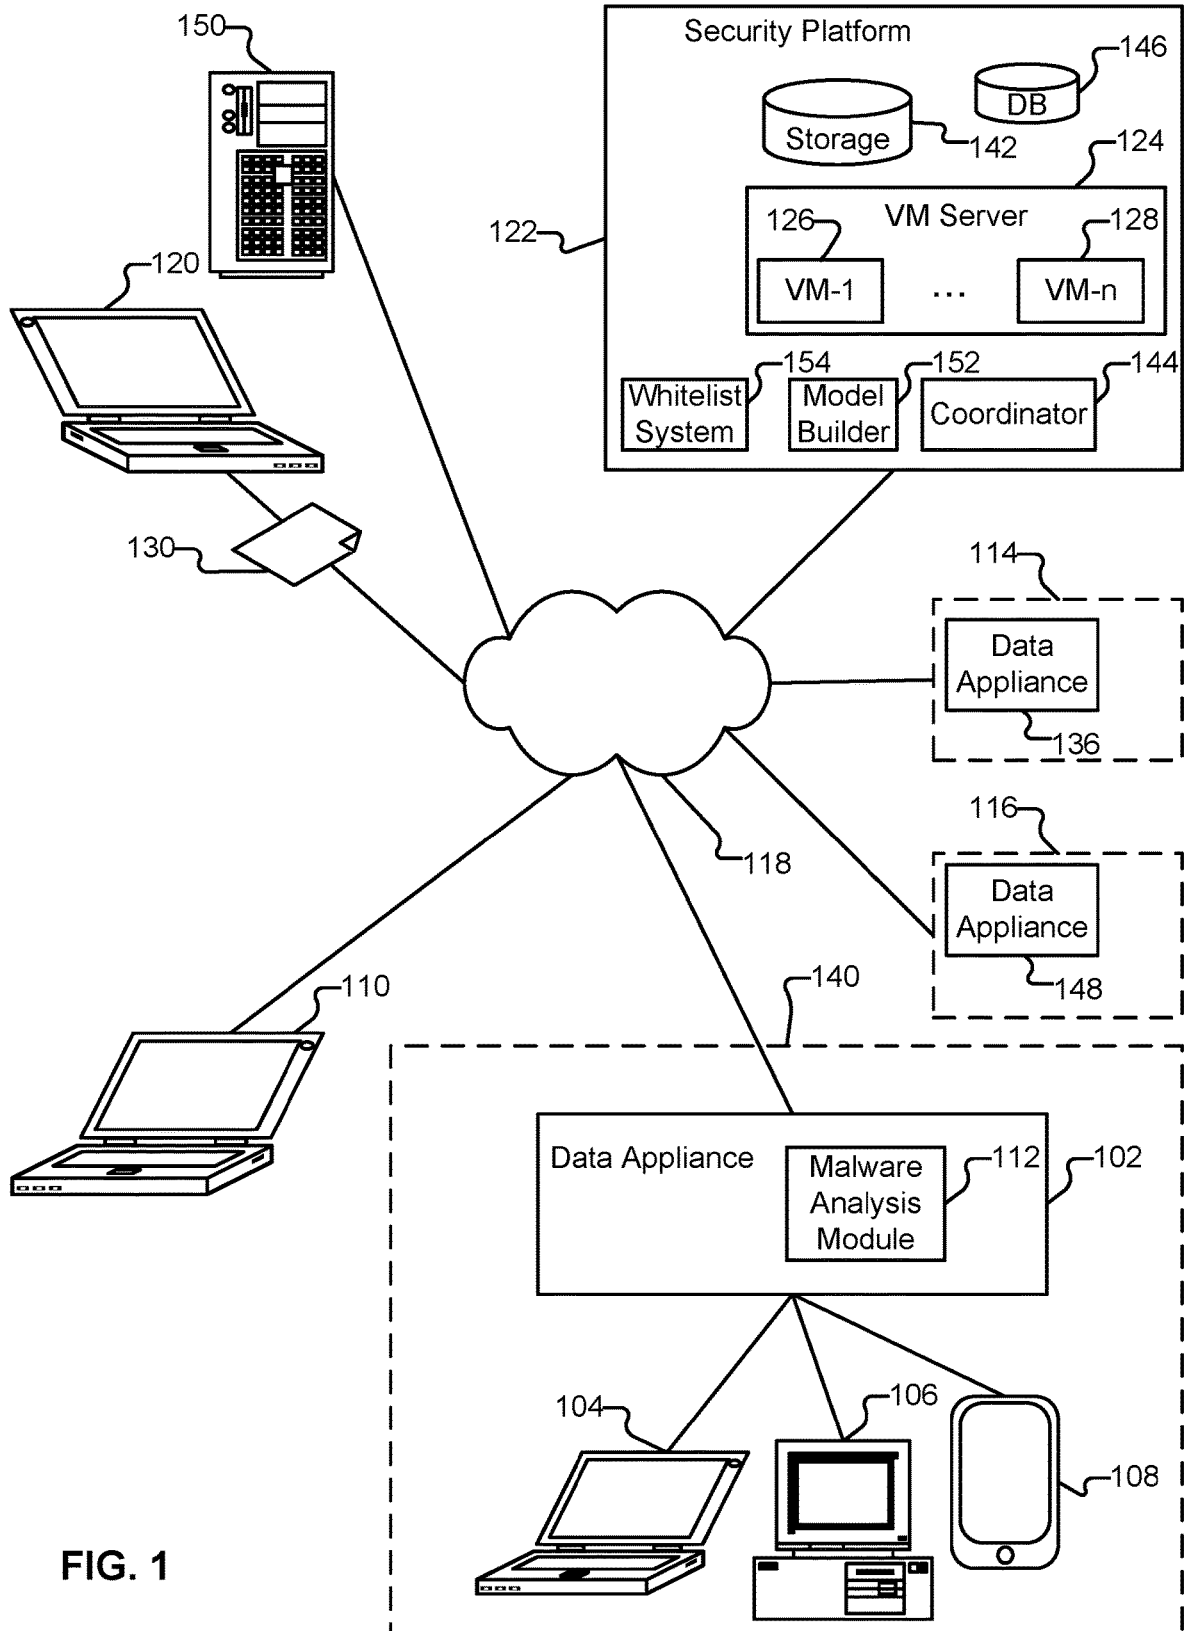 150
Security Platform
146
DB
Storage
142
124
VM Server
126
128
122
VM-1
...
VM-n
120
154
152
144
Whitelist
System
Model
Builder
Coordinator
130
114
Data
Appliance
136
116
118
Data
Appliance
148
110
140
Data Appliance
Malware
Analysis
Module
112
102
104
106
108
FIG. 1